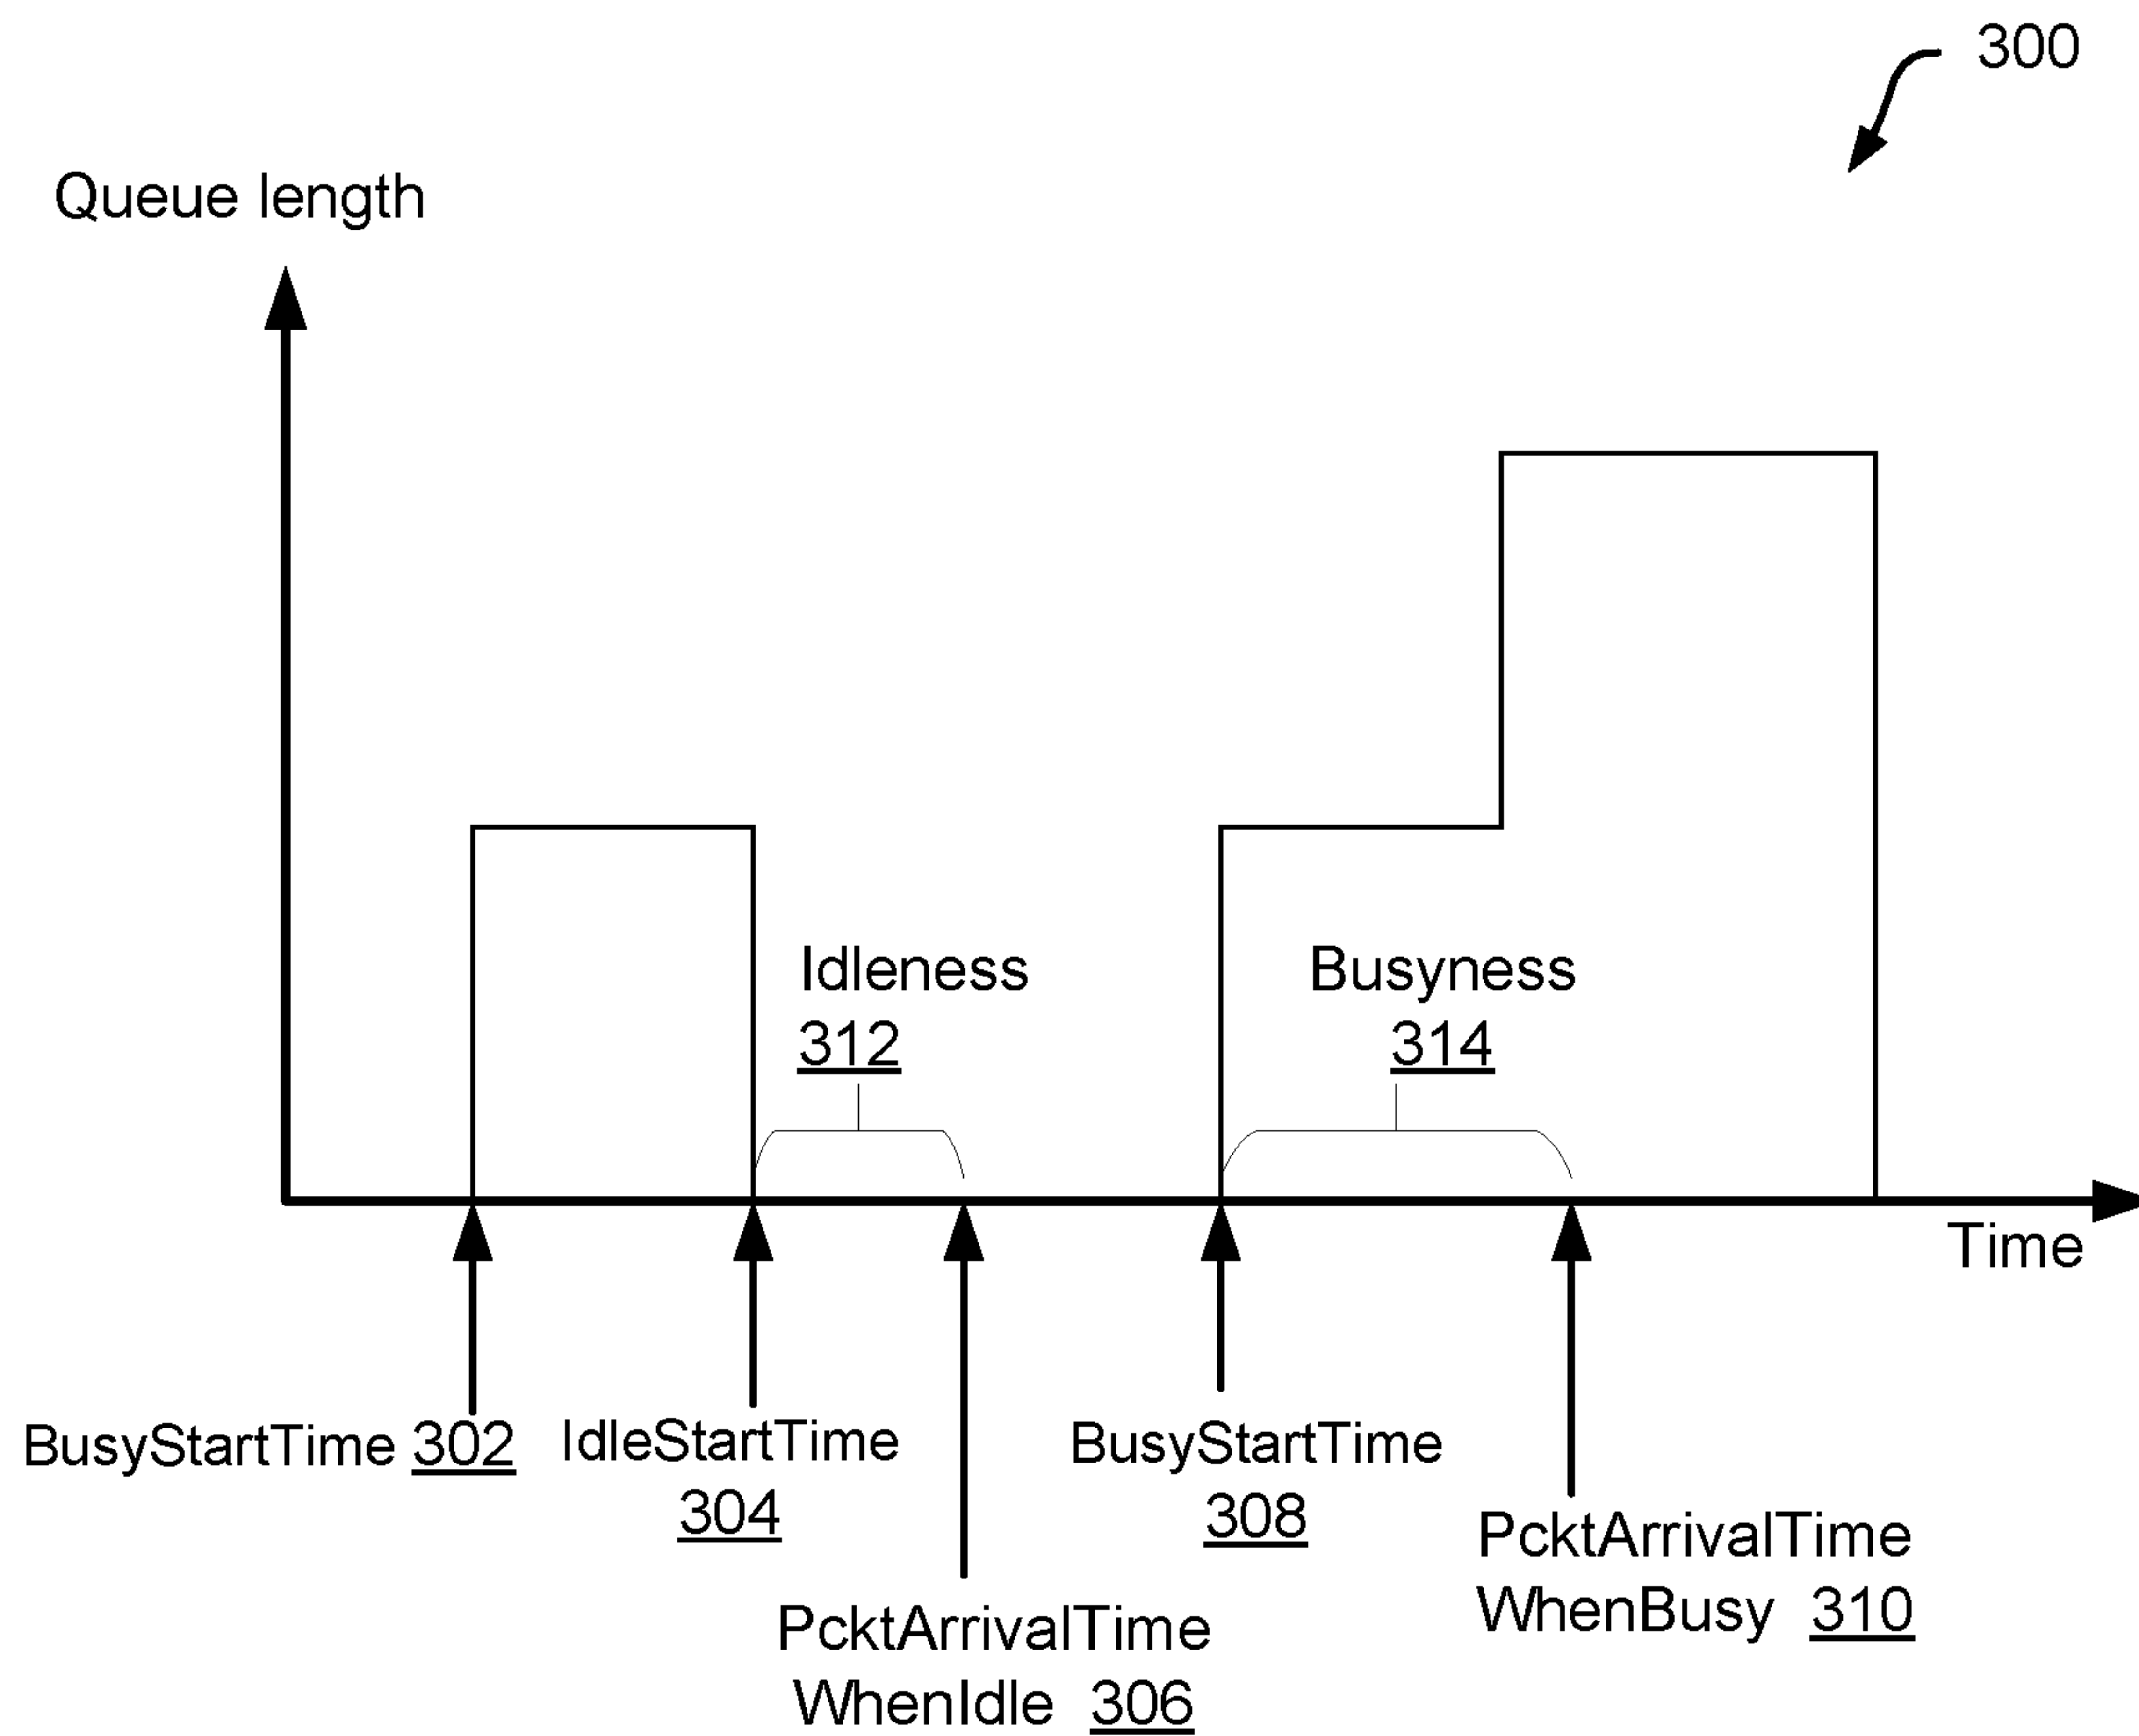 300
Queue length
Idleness
312
Busyness
314
Time
BusyStartTime 302
IdleStartTime
304
BusyStartTime
308
PcktArrivalTime
WhenBusy 310
PcktArrivalTime
WhenIdle 306